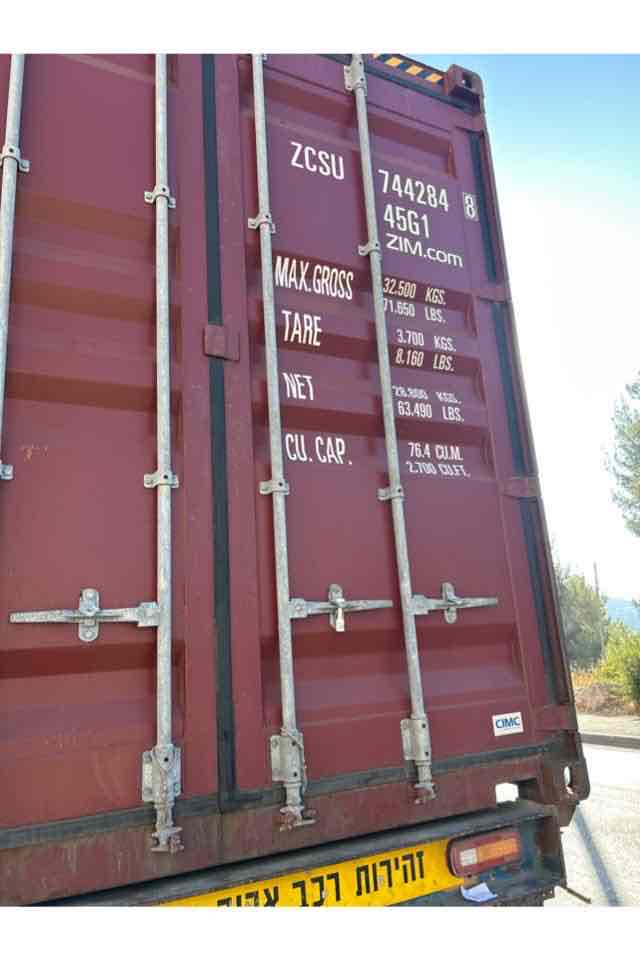 ZCSU 744284 8
45G1
ZIM.com
MAX.GROSS 32.500 KGS.
71.650 LBS.
TARE 3.700 KGS.
8.160 LBS.
NET 28.800 KGS.
63.490 LBS.
CU. CAP. 76.4 CU.M.
2.700 CU.FT.
CIMC
זהירות רכב